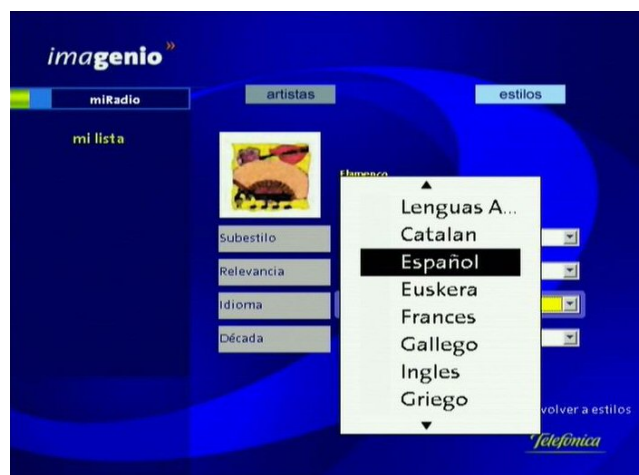 imagenio»
miRadio
artistas
estilos
mi lista
Flamenco
Subestilo
Relevancia
Idioma
Década
Lenguas A...
Catalan
Español
Euskera
Frances
Gallego
Ingles
Griego
volver a estilos
Telefónica